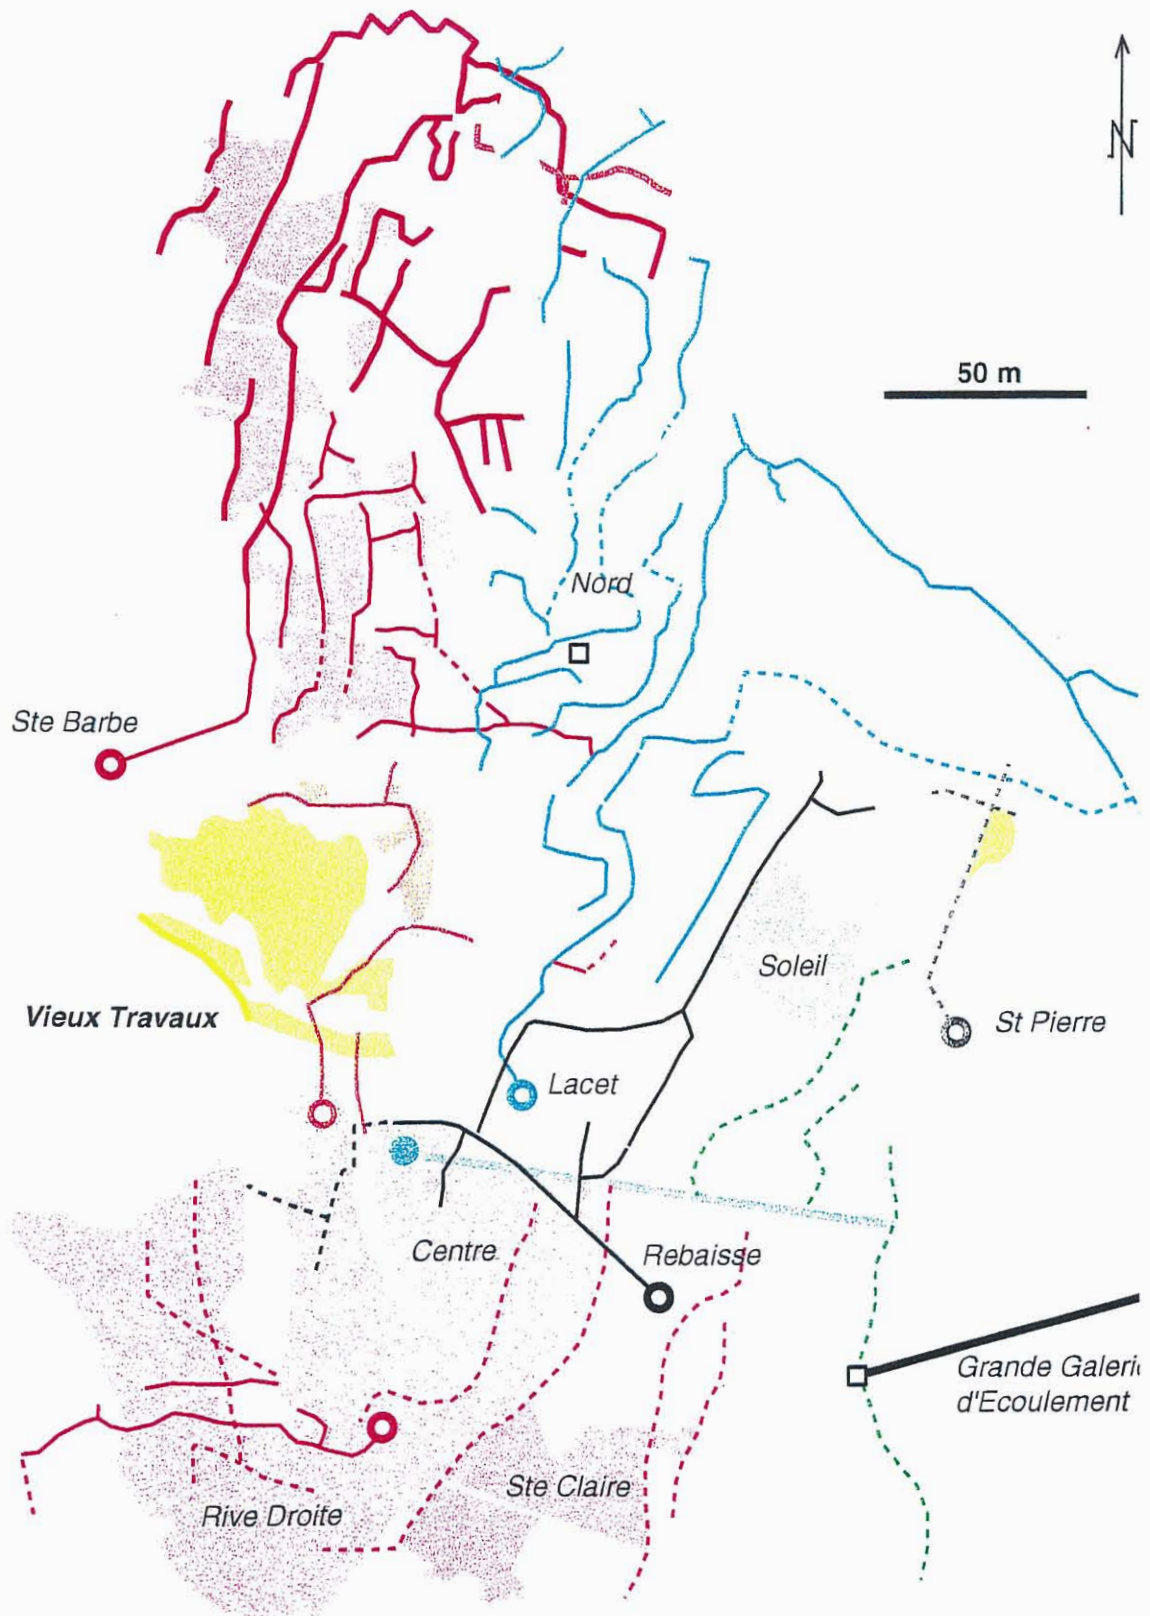 N
50 m
Nord
Ste Barbe
Soleil
Vieux Travaux
St Pierre
Lacet
Centre
Rebaisse
Grande Galeri
d'Ecoulement
Ste Claire
Rive Droite